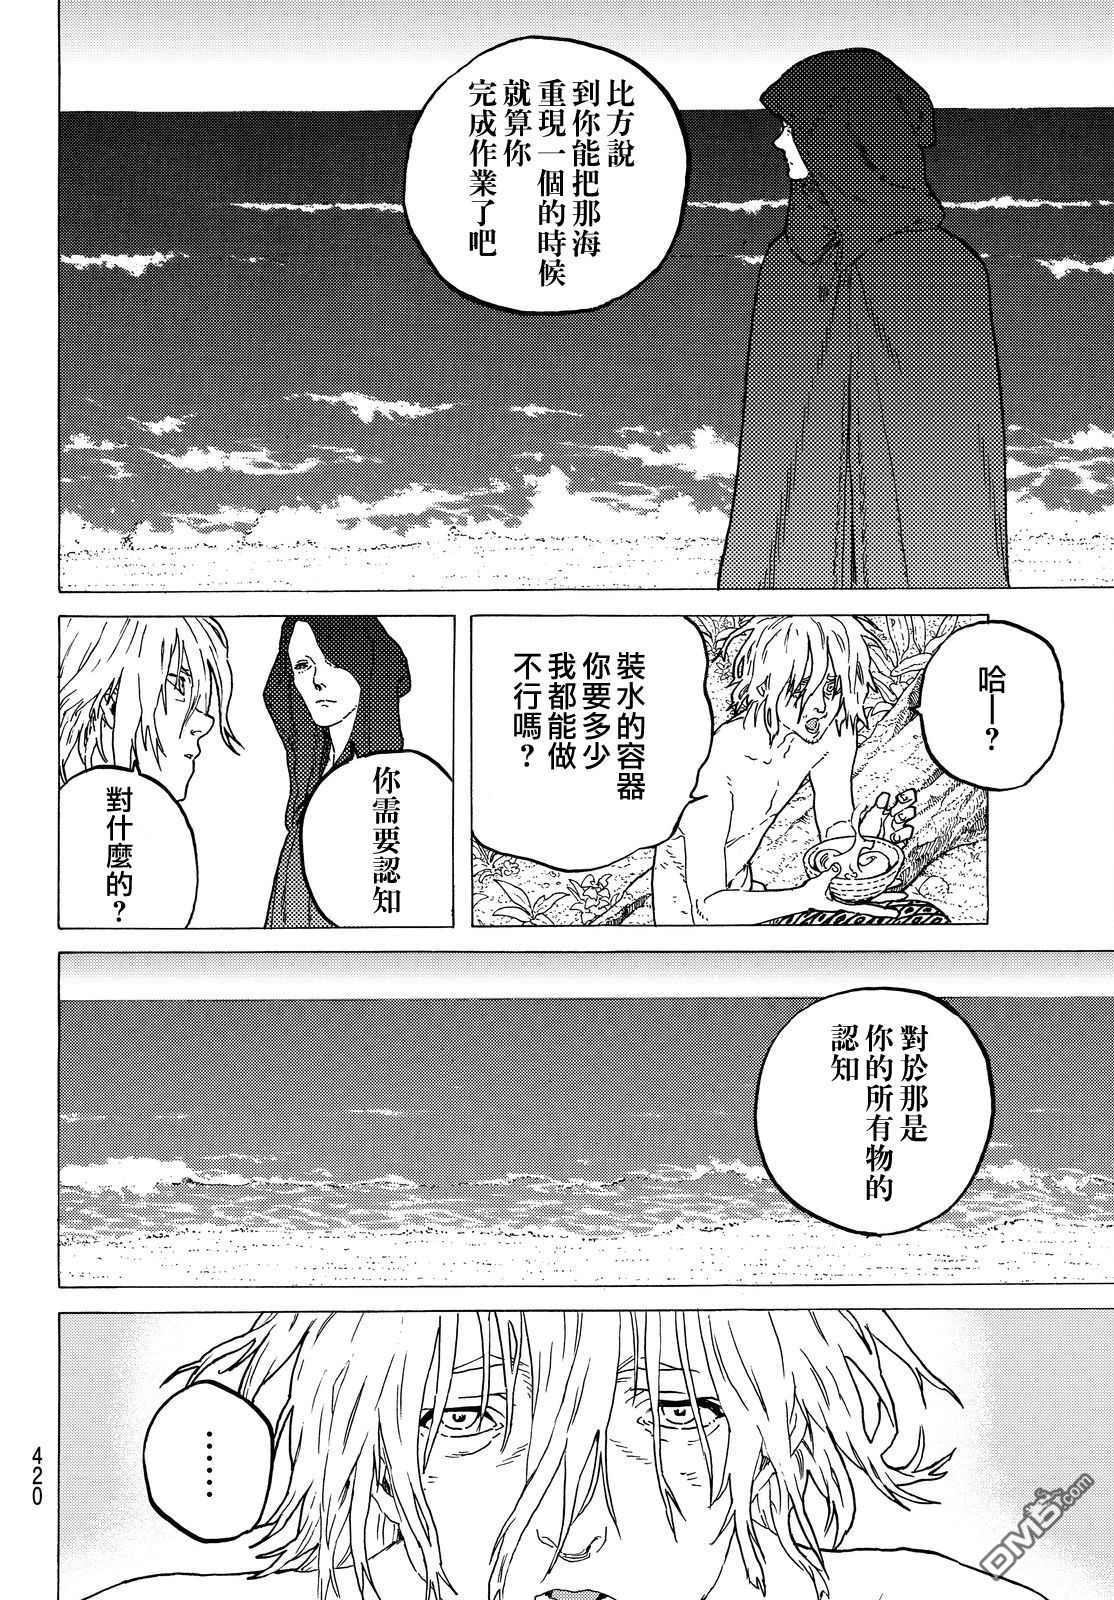 比方說
到你能把那海
重現一個的時候
就算你
完成作業了吧
哈—?
裝水的容器
你要多少
我都能做
不行嗎?
你需要認知
對什麼的?
對於那是
你的所有物的
認知
……
420
DM5.com